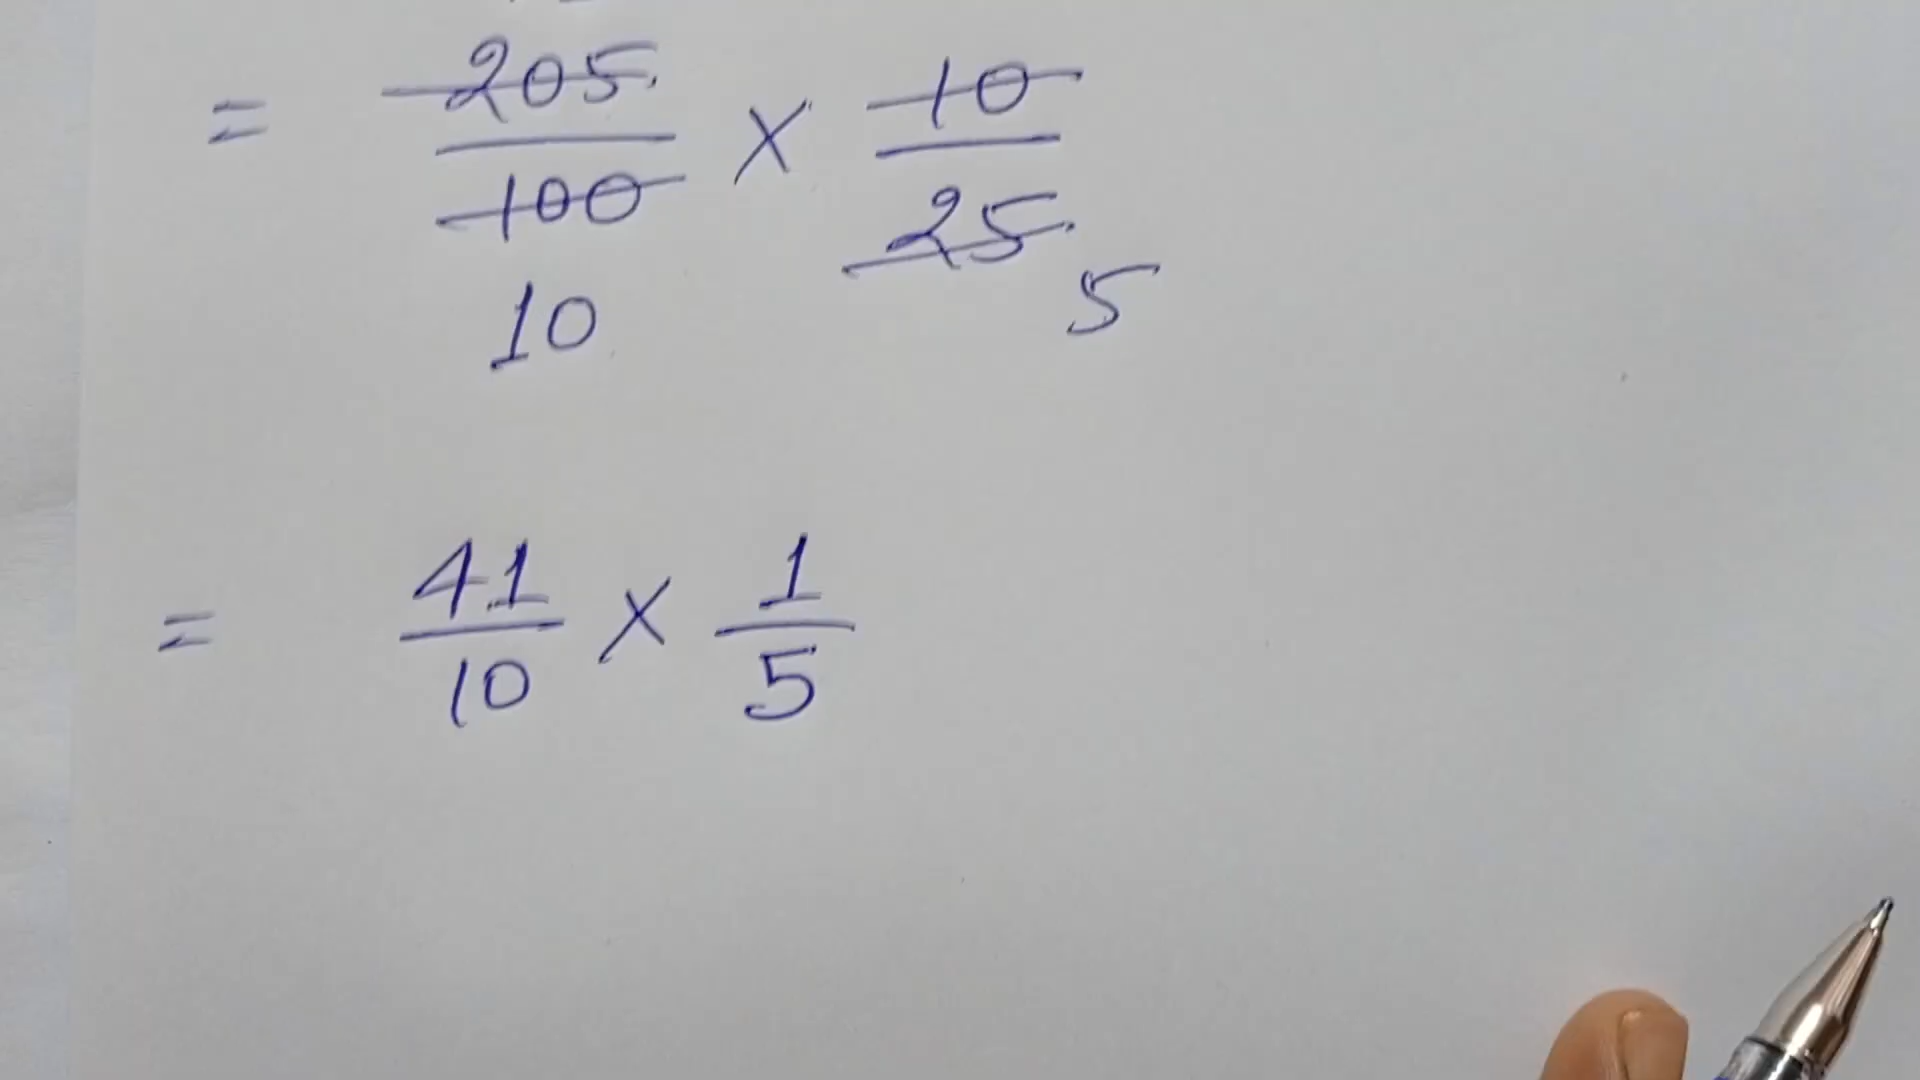 = 205/100 × 10/25
10 5
= 41/10 × 1/5